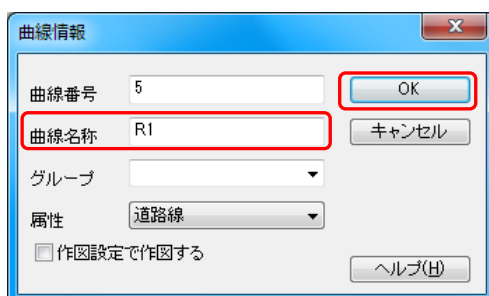 曲線情報
曲線番号 5 OK
曲線名称 R1 キャンセル
グループ
属性 道路線
作図設定で作図する
ヘルプ(H)